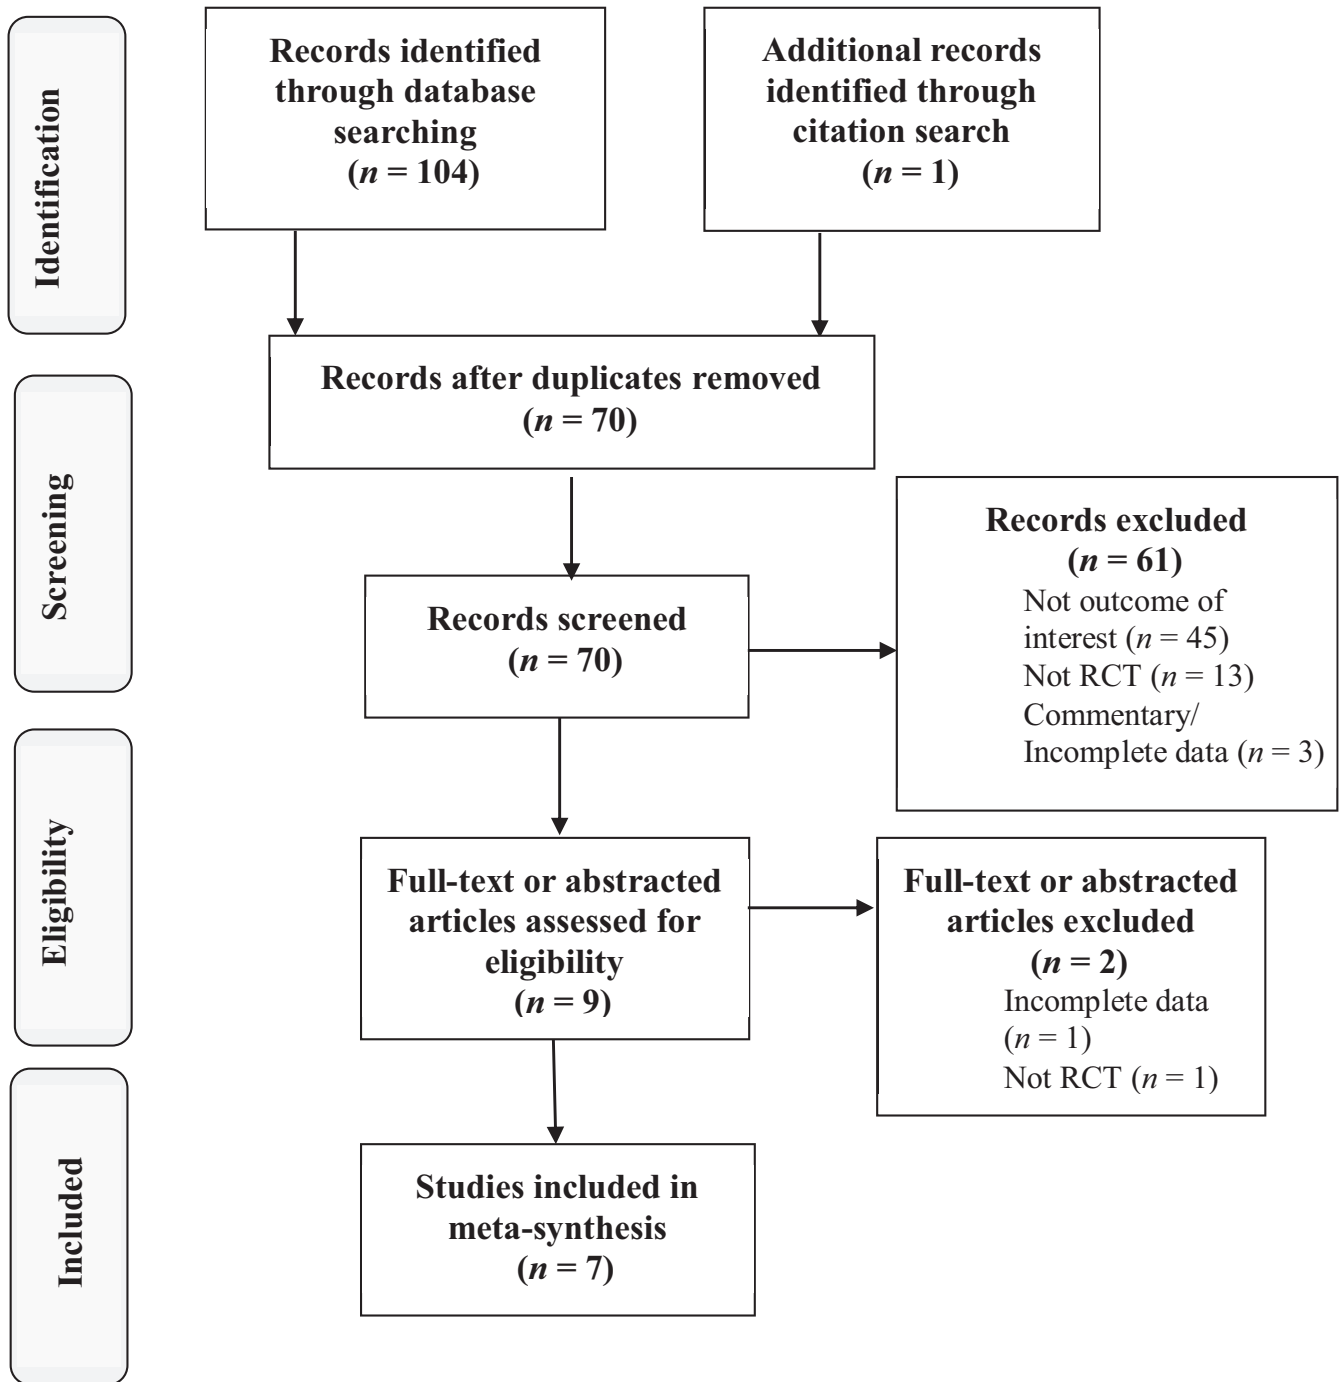 Identification
Records identified
through database
searching
(n = 104)
Additional records
identified through
citation search
(n = 1)
Records after duplicates removed
(n = 70)
Screening
Records screened
(n = 70)
Records excluded
(n = 61)
Not outcome of
interest (n = 45)
Not RCT (n = 13)
Commentary/
Incomplete data (n = 3)
Eligibility
Full-text or abstracted
articles assessed for
eligibility
(n = 9)
Full-text or abstracted
articles excluded
(n = 2)
Incomplete data
(n = 1)
Not RCT (n = 1)
Included
Studies included in
meta-synthesis
(n = 7)